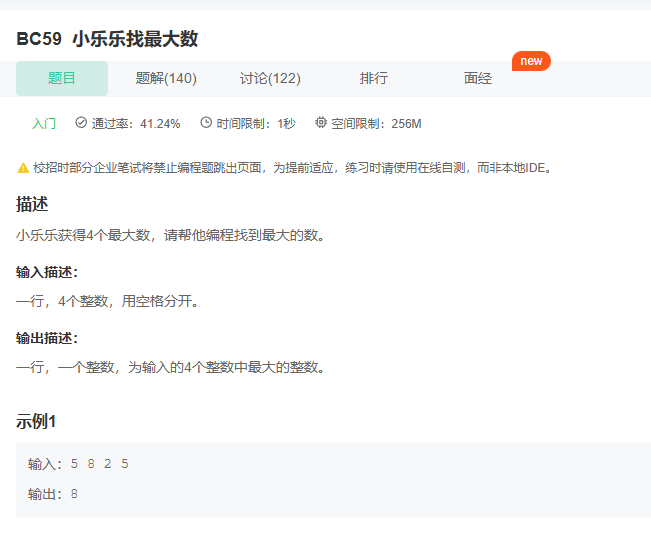 BC59 小乐乐找最大数
new
题目 题解(140) 讨论(122) 排行 面经
入门 通过率：41.24% 时间限制：1秒 空间限制：256M
校招时部分企业笔试将禁止编程题跳出页面，为提前适应，练习时请使用在线自测，而非本地IDE。
描述
小乐乐获得4个最大数，请帮他编程找到最大的数。
输入描述：
一行，4个整数，用空格分开。
输出描述：
一行，一个整数，为输入的4个整数中最大的整数。
示例1
输入：5 8 2 5
输出：8